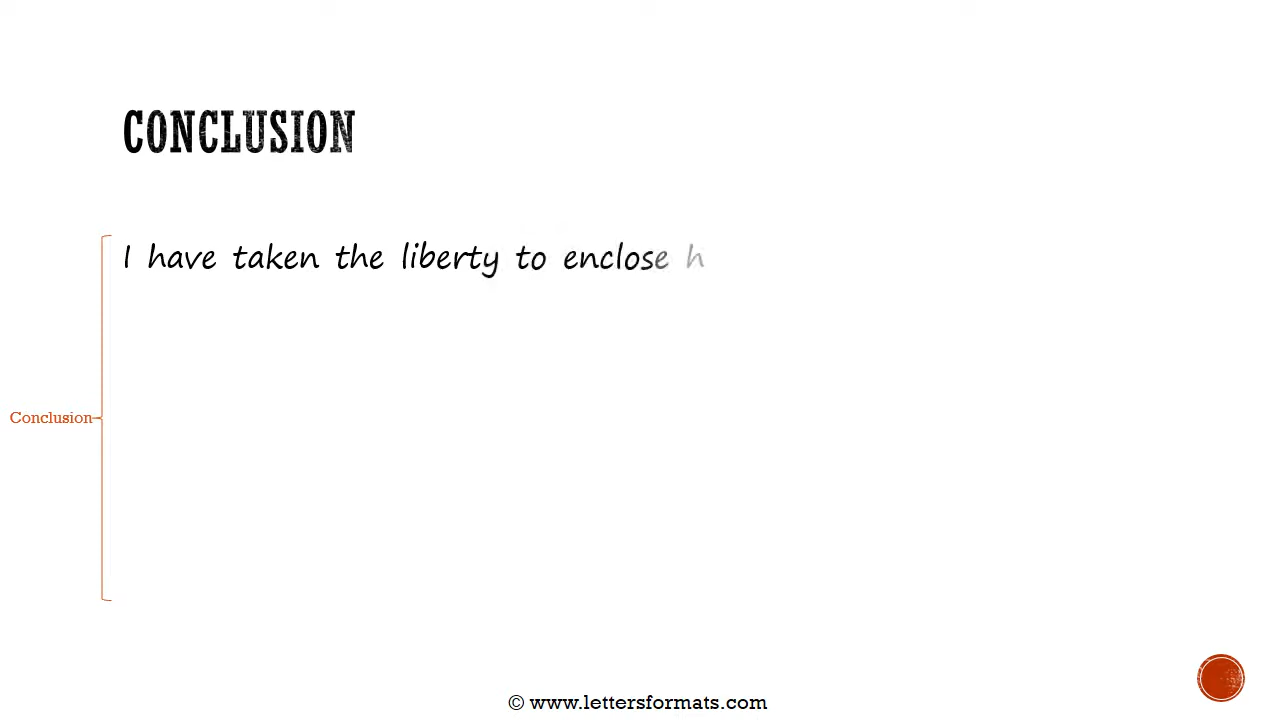 CONCLUSION
I have taken the liberty to enclose h
Conclusion
© www.lettersformats.com